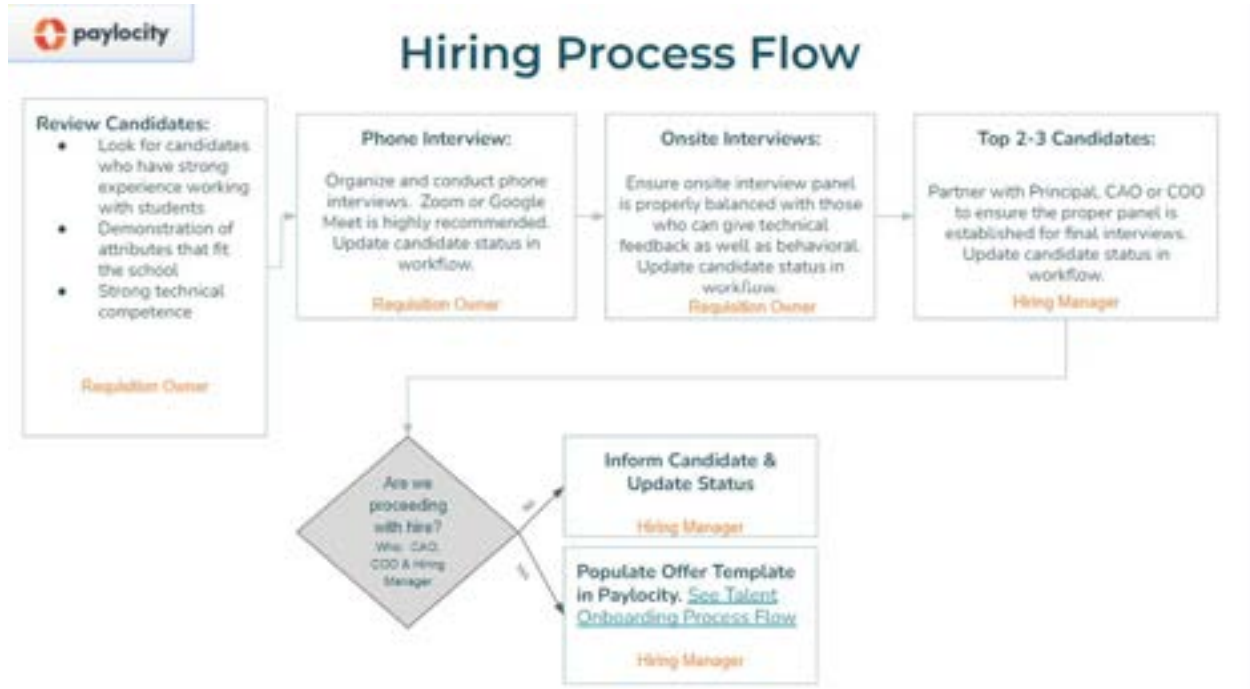 paylocity
Hiring Process Flow
Review Candidates:
● Look for candidates
who have strong
experience working
with students
● Demonstration of
attributes that fit
the school
● Strong technical
competence
Requisition Owner
Phone Interview:
Organize and conduct phone
interviews. Zoom or Google
Meet is highly recommended.
Update candidate status in
workflow.
Requisition Owner
Onsite Interviews:
Ensure onsite interview panel
is properly balanced with those
who can give technical
feedback as well as behavioral.
Update candidate status in
workflow.
Requisition Owner
Top 2-3 Candidates:
Partner with Principal, CAO or COO
to ensure the proper panel is
established for final interviews.
Update candidate status in
workflow.
Hiring Manager
Are we
proceeding
with hire?
Who: CAO,
COO & Hiring
Manager
No
Yes
Inform Candidate &
Update Status
Hiring Manager
Populate Offer Template
in Paylocity. See Talent
Onboarding Process Flow
Hiring Manager